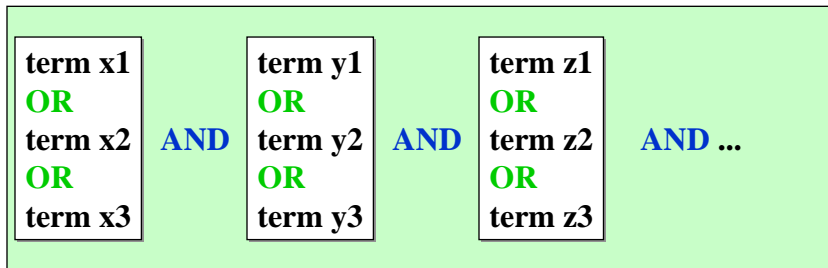 term x1
OR
term x2
OR
term x3
AND
term y1
OR
term y2
OR
term y3
AND
term z1
OR
term z2
OR
term z3
AND ...